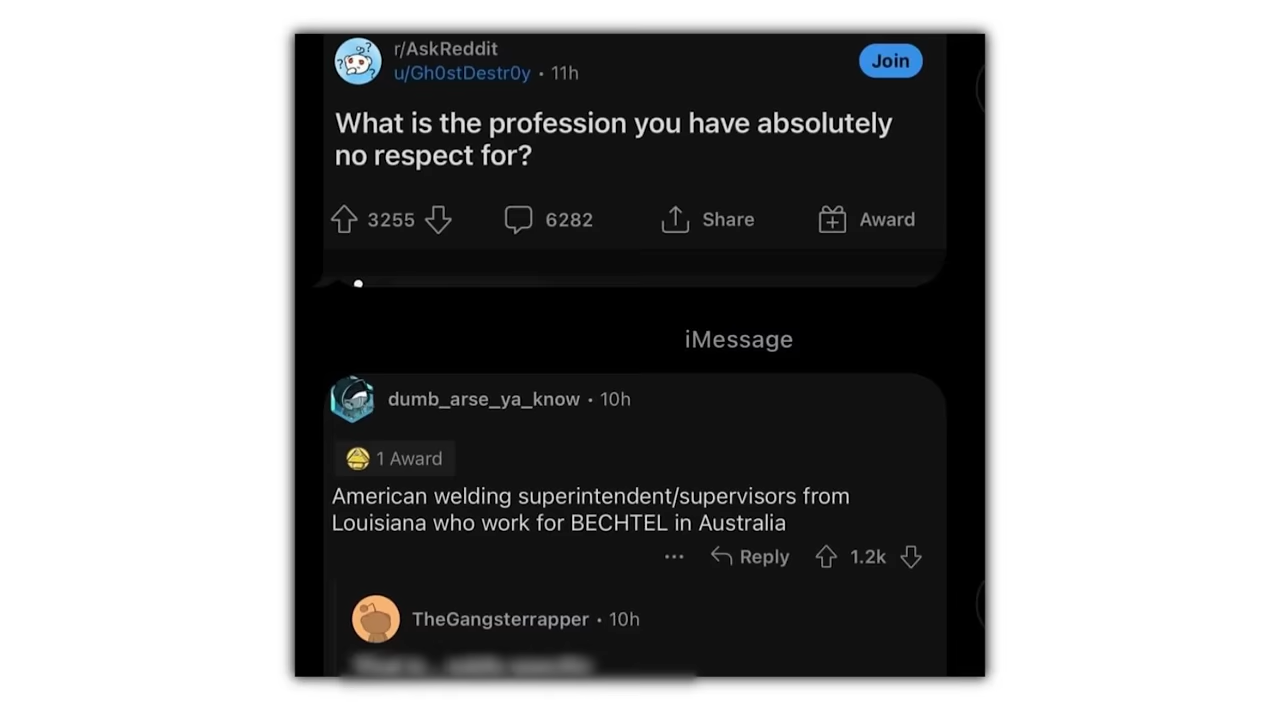 r/AskReddit
u/Gh0stDestr0y • 11h
Join
What is the profession you have absolutely
no respect for?
3255
6282
Share
Award
iMessage
dumb_arse_ya_know • 10h
1 Award
American welding superintendent/supervisors from
Louisiana who work for BECHTEL in Australia
Reply
1.2k
TheGangsterrapper • 10h